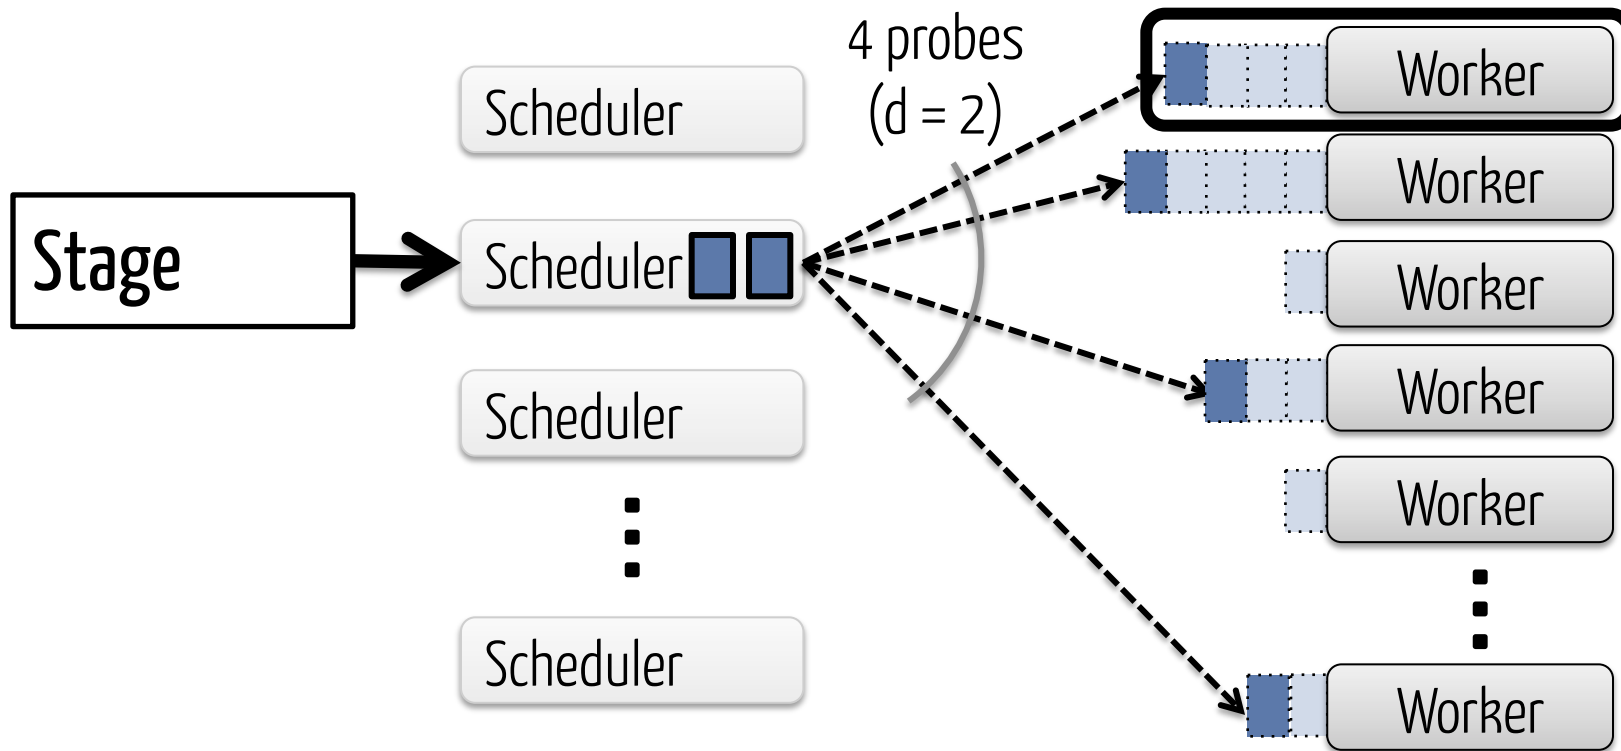 4 probes
(d = 2)
Stage
Scheduler
Scheduler
Scheduler
Scheduler
Worker
Worker
Worker
Worker
Worker
Worker